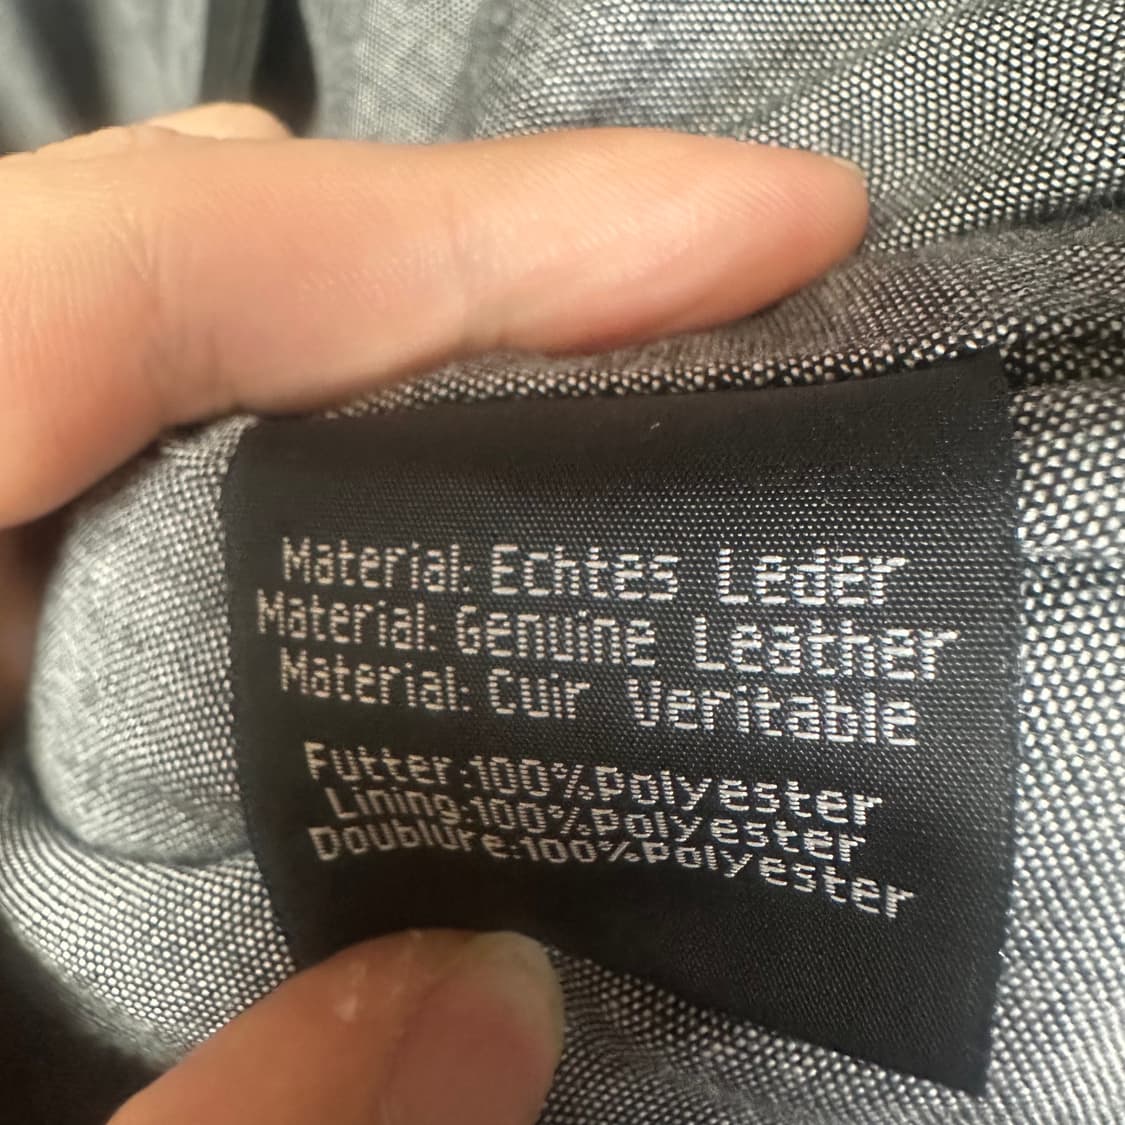 Material: Echtes Leder
Material: Genuine Leather
Material: Cuir Veritable
Futter:100%Polyester
Lining:100%Polyester
Doublure:100%Polyester